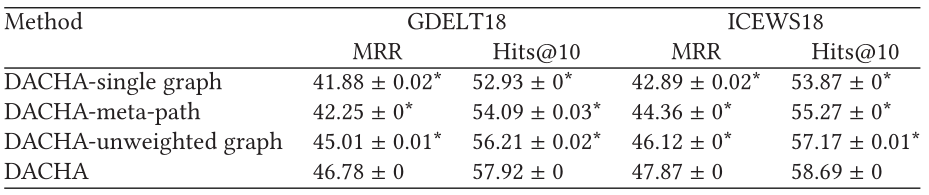 Method GDELT18 ICEWS18
MRR Hits@10 MRR Hits@10
DACHA-single graph 41.88 ± 0.02* 52.93 ± 0* 42.89 ± 0.02* 53.87 ± 0*
DACHA-meta-path 42.25 ± 0* 54.09 ± 0.03* 44.36 ± 0* 55.27 ± 0*
DACHA-unweighted graph 45.01 ± 0.01* 56.21 ± 0.02* 46.12 ± 0* 57.17 ± 0.01*
DACHA 46.78 ± 0 57.92 ± 0 47.87 ± 0 58.69 ± 0